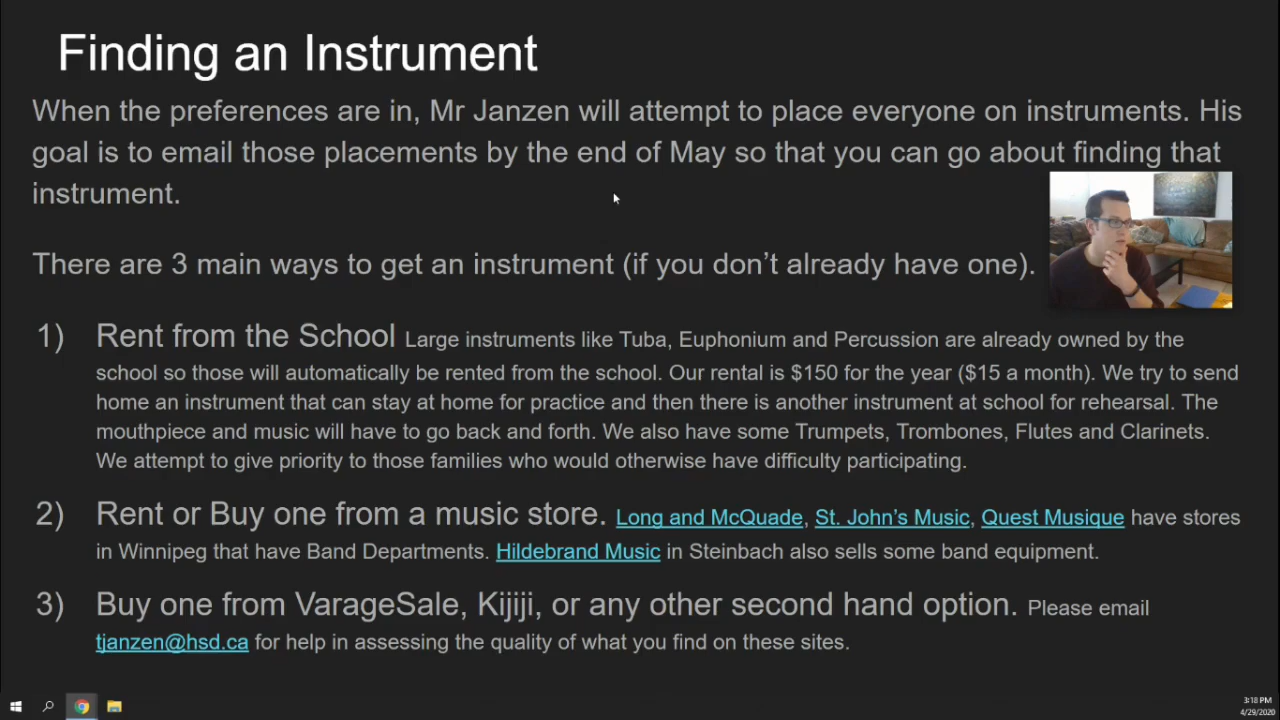 Finding an Instrument
When the preferences are in, Mr Janzen will attempt to place everyone on instruments. His
goal is to email those placements by the end of May so that you can go about finding that
instrument.
There are 3 main ways to get an instrument (if you don't already have one).
1) Rent from the School Large instruments like Tuba, Euphonium and Percussion are already owned by the
school so those will automatically be rented from the school. Our rental is $150 for the year ($15 a month). We try to send
home an instrument that can stay at home for practice and then there is another instrument at school for rehearsal. The
mouthpiece and music will have to go back and forth. We also have some Trumpets, Trombones, Flutes and Clarinets.
We attempt to give priority to those families who would otherwise have difficulty participating.
2) Rent or Buy one from a music store. Long and McQuade, St. John's Music, Quest Musique have stores
in Winnipeg that have Band Departments. Hildebrand Music in Steinbach also sells some band equipment.
3) Buy one from VarageSale, Kijiji, or any other second hand option. Please email
tjanzen@hsd.ca for help in assessing the quality of what you find on these sites.
3:18 PM
4/29/2020